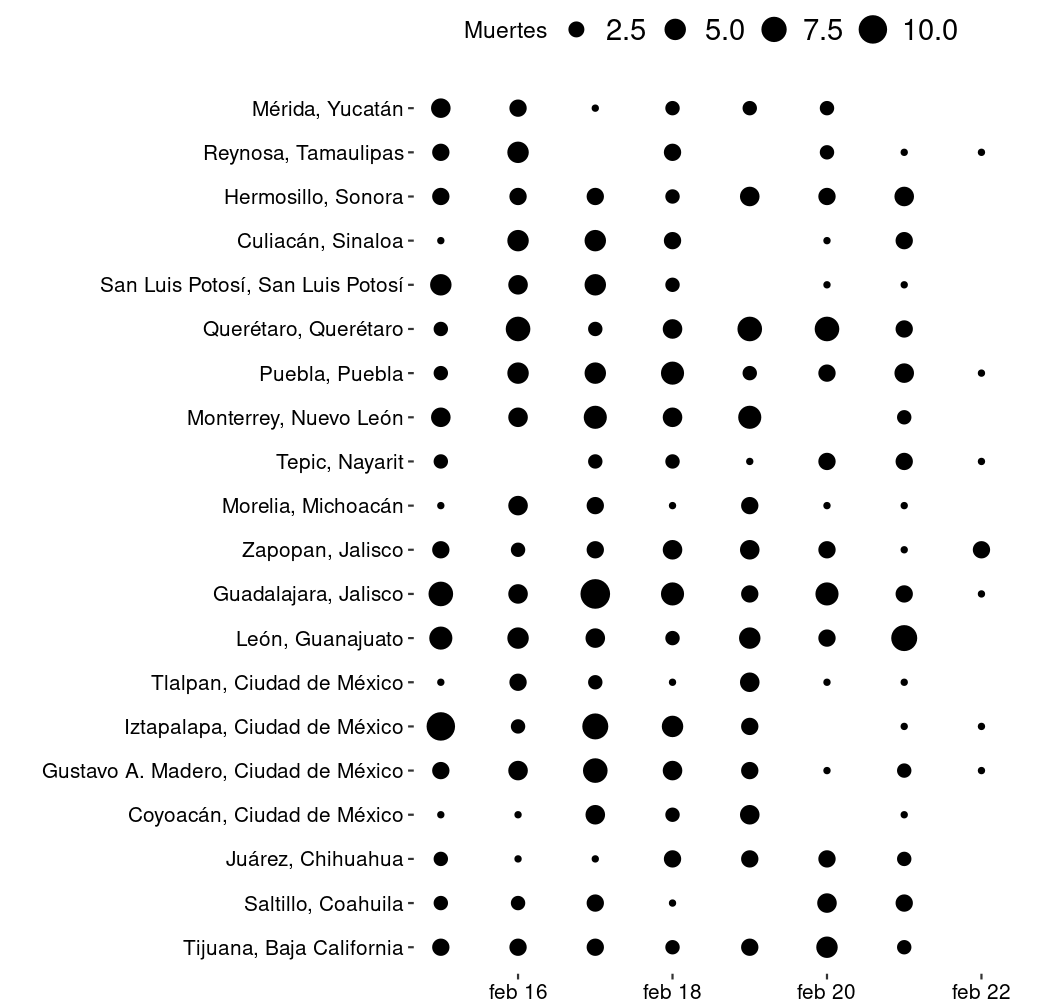 Muertes 2.5 5.0 7.5 10.0
Mérida, Yucatán
Reynosa, Tamaulipas
Hermosillo, Sonora
Culiacán, Sinaloa
San Luis Potosí, San Luis Potosí
Querétaro, Querétaro
Puebla, Puebla
Monterrey, Nuevo León
Tepic, Nayarit
Morelia, Michoacán
Zapopan, Jalisco
Guadalajara, Jalisco
León, Guanajuato
Tlalpan, Ciudad de México
Iztapalapa, Ciudad de México
Gustavo A. Madero, Ciudad de México
Coyoacán, Ciudad de México
Juárez, Chihuahua
Saltillo, Coahuila
Tijuana, Baja California
feb 16 feb 18 feb 20 feb 22